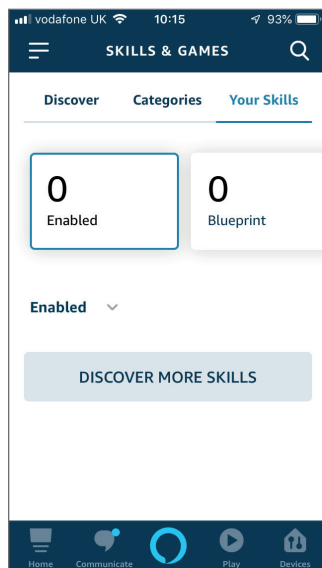 vodafone UK 10:15 93%
SKILLS & GAMES
Discover Categories Your Skills
0 0
Enabled Blueprint
Enabled
DISCOVER MORE SKILLS
Home Communicate Play Devices